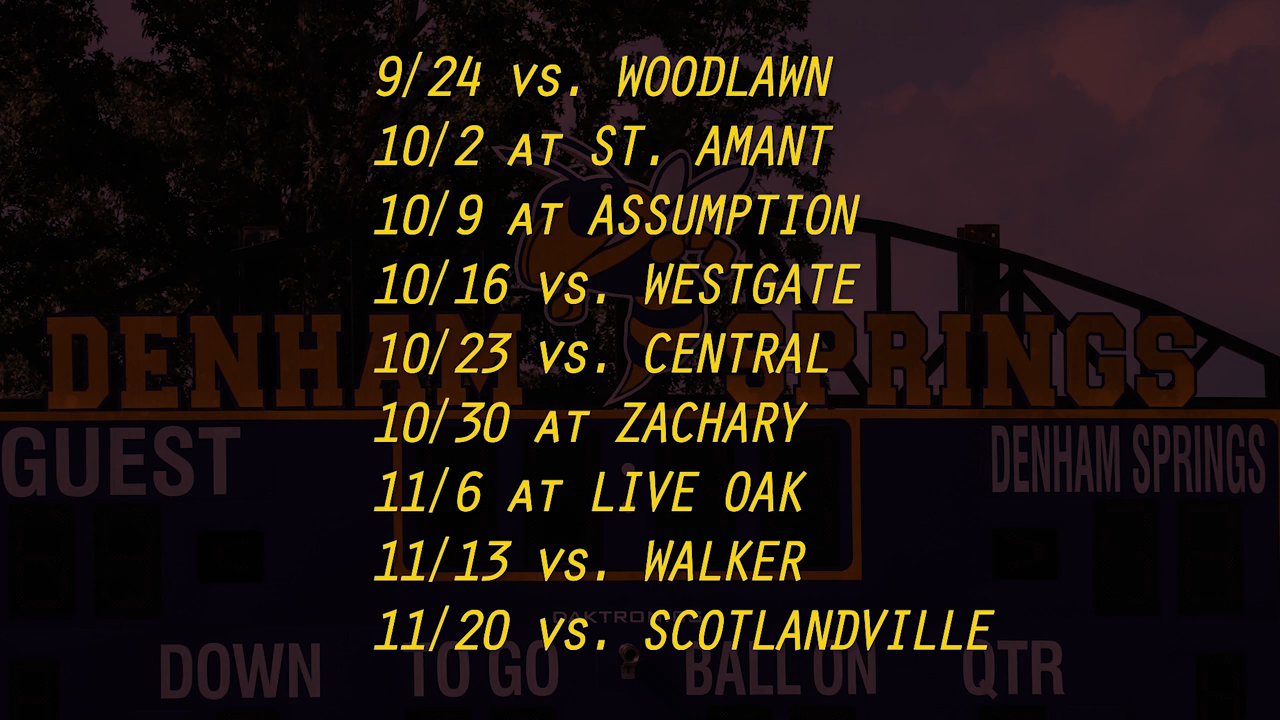 9/24 vs. WOODLAWN
10/2 AT ST. AMANT
10/9 AT ASSUMPTION
10/16 vs. WESTGATE
10/23 vs. CENTRAL
DENHAM SPRINGS
10/30 AT ZACHARY
GUEST
DENHAM SPRINGS
11/6 AT LIVE OAK
11/13 vs. WALKER
DAKTRONICS
11/20 vs. SCOTLANDVILLE
DOWN TO GO BALL ON QTR